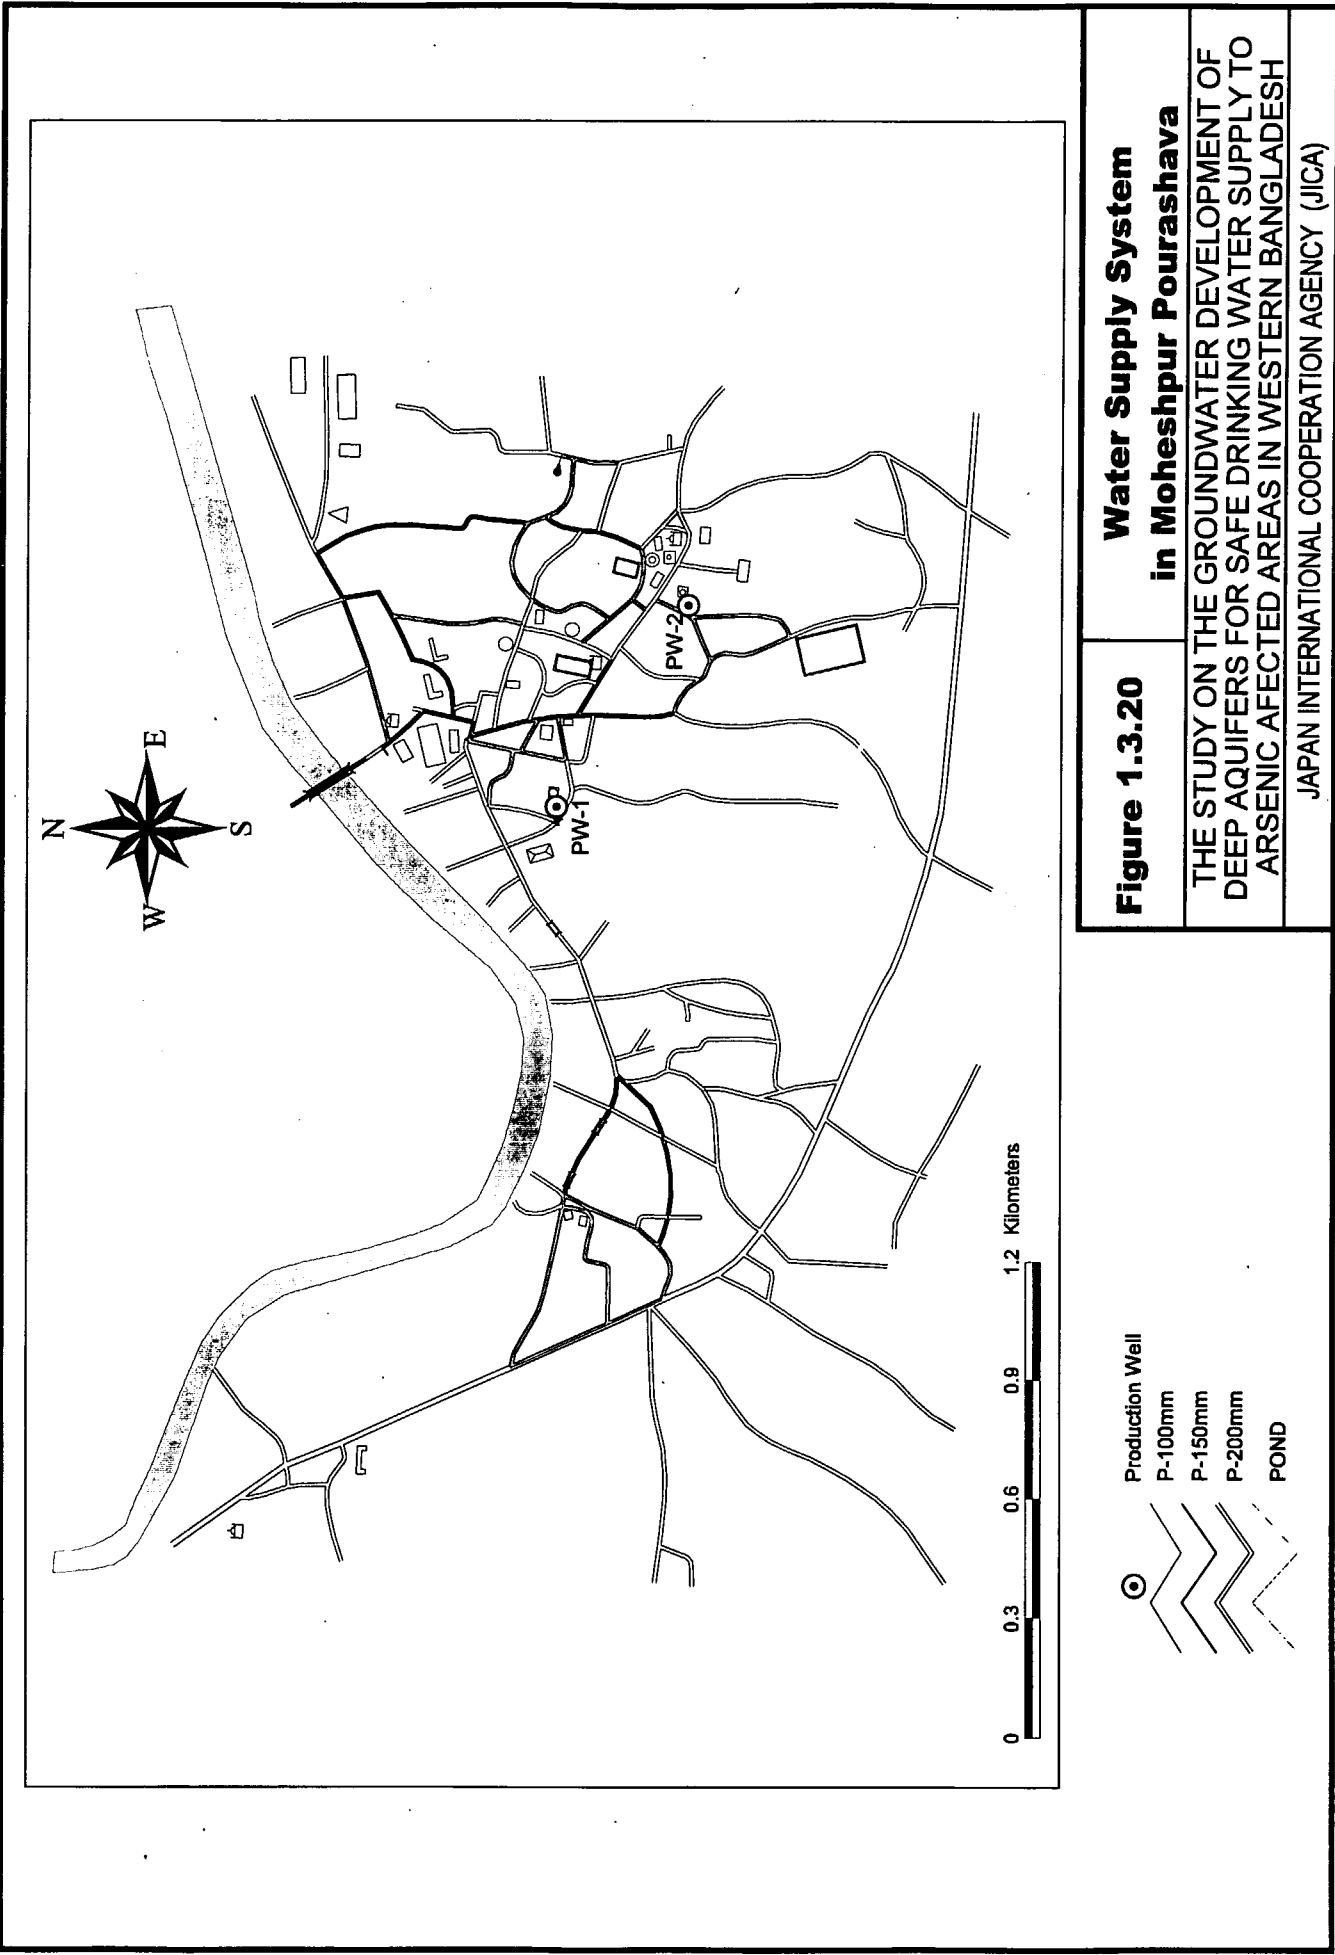 N
W
E
S
PW-1
PW-2
0
0.3
0.6
0.9
1.2
Kilometers
Production Well
P-100mm
P-150mm
P-200mm
POND
Figure 1.3.20
Water Supply System
in Moheshpur Pourashava
THE STUDY ON THE GROUNDWATER DEVELOPMENT OF
DEEP AQUIFERS FOR SAFE DRINKING WATER SUPPLY TO
ARSENIC AFECTED AREAS IN WESTERN BANGLADESH
JAPAN INTERNATIONAL COOPERATION AGENCY (JICA)